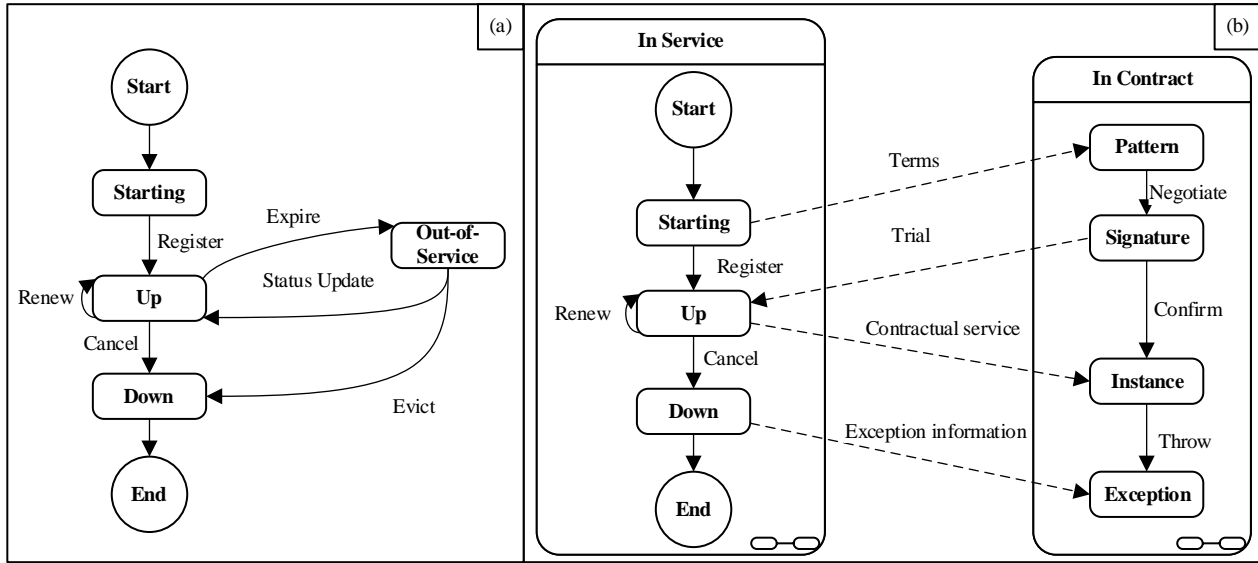 (a)
Start
Starting
Register
Expire
Out-of-
Service
Status Update
Renew
Up
Cancel
Down
Evict
End
(b)
In Service
Start
Starting
Register
Renew
Up
Cancel
Down
End
Terms
Trial
Contractual service
Exception information
In Contract
Pattern
Negotiate
Signature
Confirm
Instance
Throw
Exception